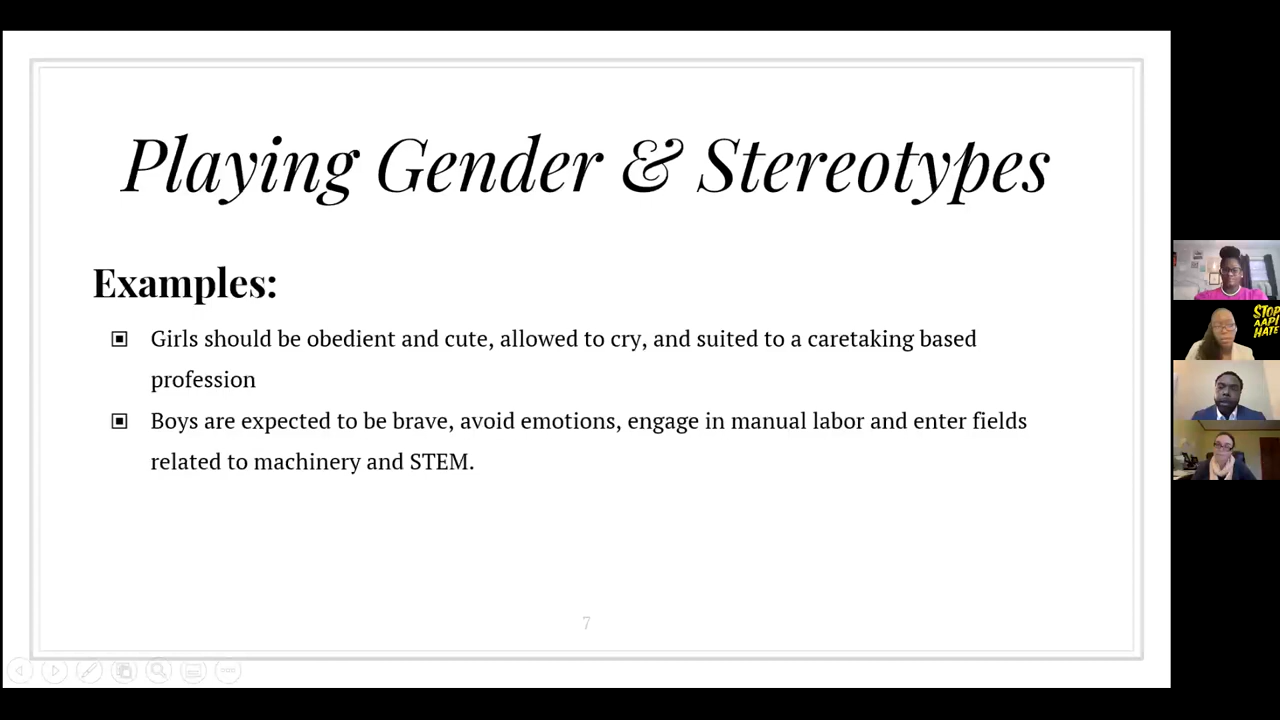 Playing Gender & Stereotypes
Examples:
Girls should be obedient and cute, allowed to cry, and suited to a caretaking based
profession
Boys are expected to be brave, avoid emotions, engage in manual labor and enter fields
related to machinery and STEM.
7
STOP
AAPI
HATE